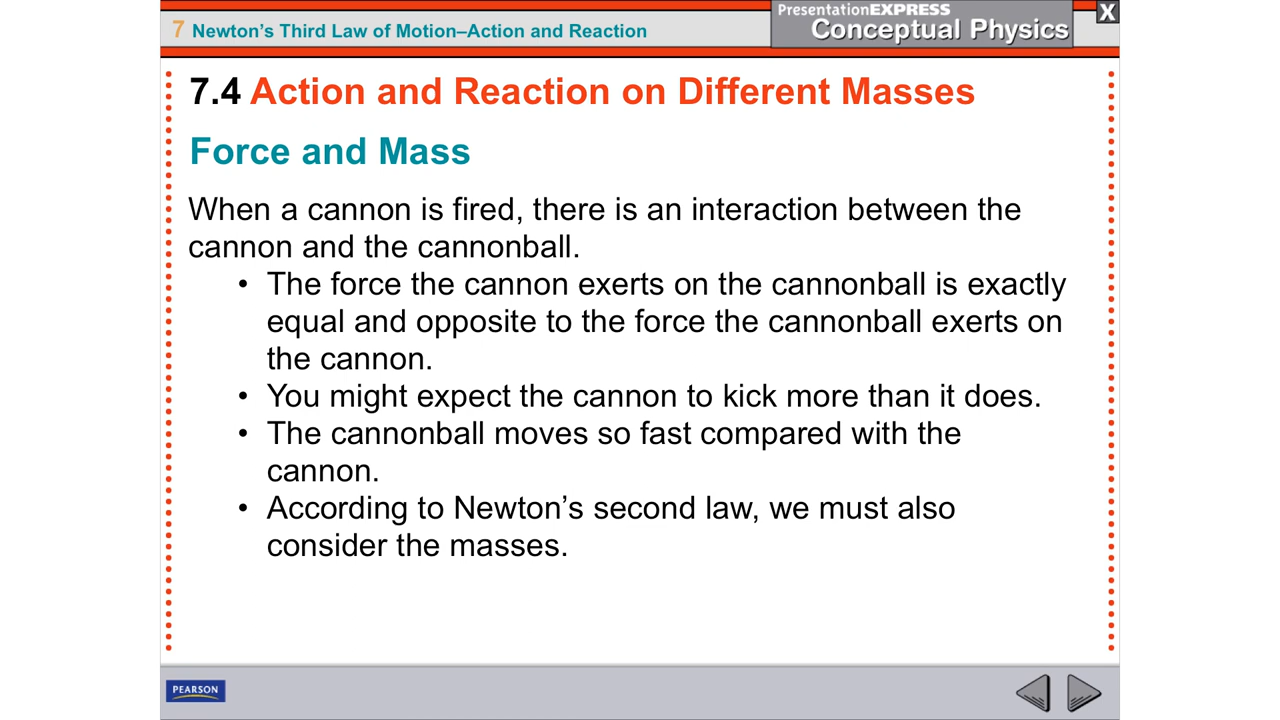 PresentationEXPRESS
Conceptual Physics
X
7 Newton's Third Law of Motion–Action and Reaction
7.4 Action and Reaction on Different Masses
Force and Mass
When a cannon is fired, there is an interaction between the
cannon and the cannonball.
• The force the cannon exerts on the cannonball is exactly
equal and opposite to the force the cannonball exerts on
the cannon.
• You might expect the cannon to kick more than it does.
• The cannonball moves so fast compared with the
cannon.
• According to Newton’s second law, we must also
consider the masses.
PEARSON